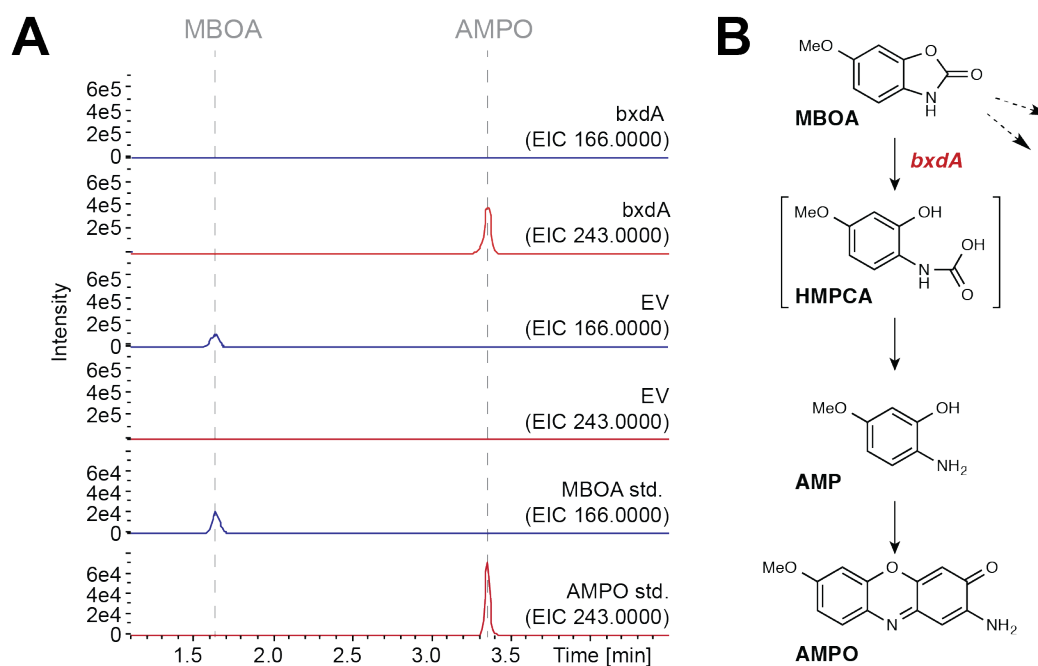 A
MBOA
AMPO
Intensity
6e5
4e5
2e5
0
bxdA
(EIC 166.0000)
6e5
4e5
2e5
bxdA
(EIC 243.0000)
6e5
4e5
2e5
0
EV
(EIC 166.0000)
6e5
4e5
2e5
EV
(EIC 243.0000)
6e4
4e4
2e4
0
MBOA std.
(EIC 166.0000)
6e4
4e4
2e4
0
AMPO std.
(EIC 243.0000)
1.5 2.0 2.5 3.0 3.5 Time [min]
B
MeO
O
O
N
H
MBOA
bxdA
MeO
OH
OH
N
H
O
HMPCA
MeO
OH
NH₂
AMP
MeO
O
O
N
NH₂
AMPO